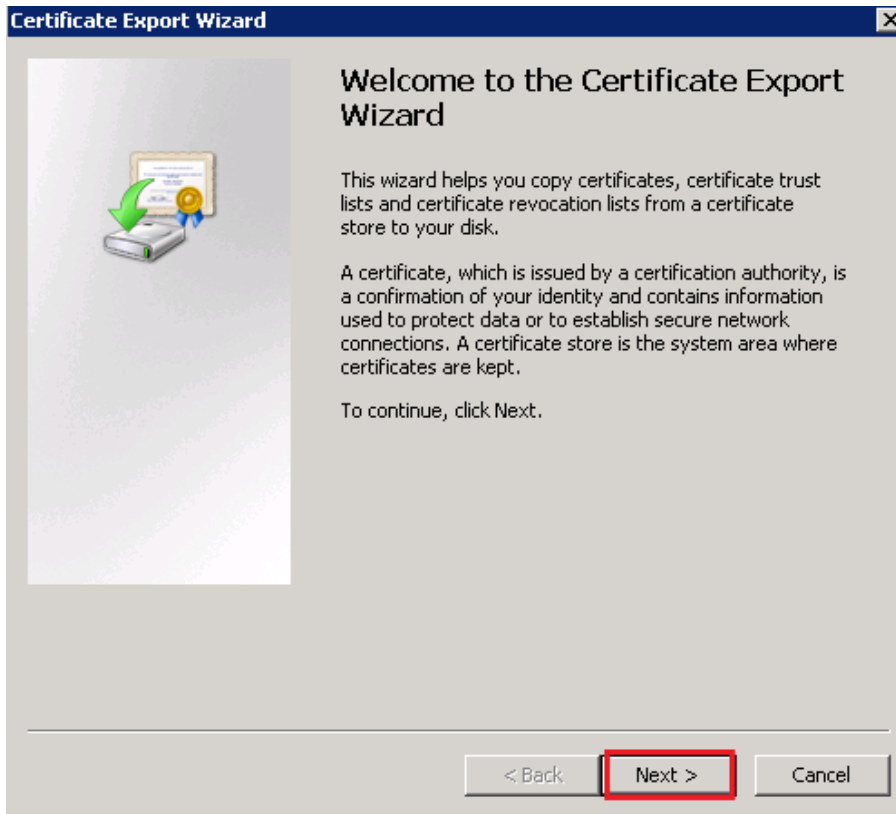 Certificate Export Wizard
Welcome to the Certificate Export
Wizard
This wizard helps you copy certificates, certificate trust
lists and certificate revocation lists from a certificate
store to your disk.
A certificate, which is issued by a certification authority, is
a confirmation of your identity and contains information
used to protect data or to establish secure network
connections. A certificate store is the system area where
certificates are kept.
To continue, click Next.
< Back
Next >
Cancel